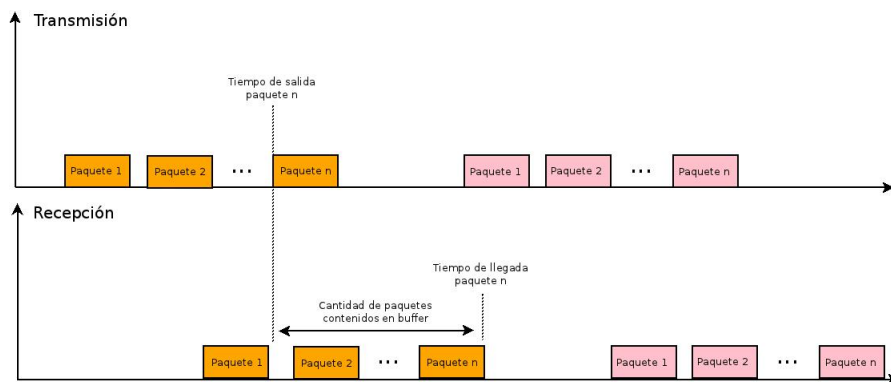 Transmisión
Tiempo de salida
paquete n
Paquete 1
Paquete 2
...
Paquete n
Paquete 1
Paquete 2
...
Paquete n
Recepción
Tiempo de llegada
paquete n
Cantidad de paquetes
contenidos en buffer
Paquete 1
Paquete 2
...
Paquete n
Paquete 1
Paquete 2
...
Paquete n